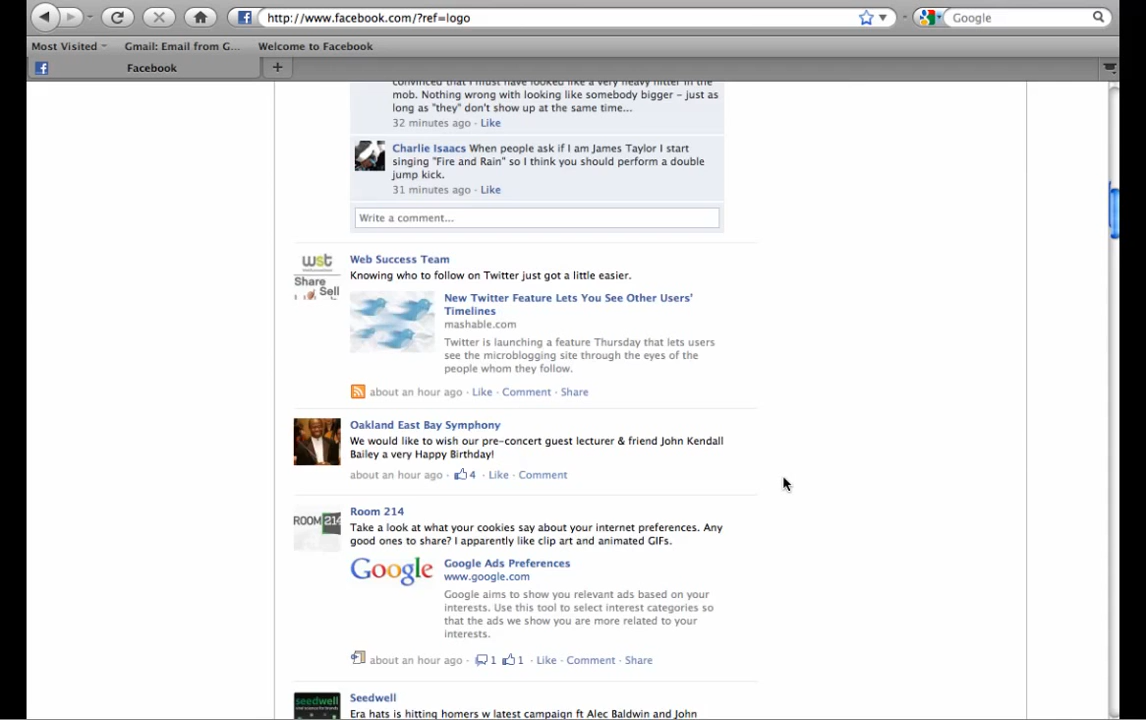 http://www.facebook.com/?ref=logo
Google
Most Visited
Gmail: Email from G...
Welcome to Facebook
Facebook
convinced that I must have looked like a very heavy hitter in the
mob. Nothing wrong with looking like somebody bigger - just as
long as "they" don't show up at the same time...
32 minutes ago · Like
Charlie Isaacs When people ask if I am James Taylor I start
singing "Fire and Rain" so I think you should perform a double
jump kick.
31 minutes ago · Like
Write a comment...
wst
Share
Sell
Web Success Team
Knowing who to follow on Twitter just got a little easier.
New Twitter Feature Lets You See Other Users'
Timelines
mashable.com
Twitter is launching a feature Thursday that lets users
see the microblogging site through the eyes of the
people whom they follow.
about an hour ago · Like · Comment · Share
Oakland East Bay Symphony
We would like to wish our pre-concert guest lecturer & friend John Kendall
Bailey a very Happy Birthday!
about an hour ago · 4 · Like · Comment
ROOM 214
Room 214
Take a look at what your cookies say about your internet preferences. Any
good ones to share? I apparently like clip art and animated GIFs.
Google
Google Ads Preferences
www.google.com
Google aims to show you relevant ads based on your
interests. Use this tool to select interest categories so
that the ads we show you are more related to your
interests.
about an hour ago · 1 1 · Like · Comment · Share
seedwell
Seedwell
Era hats is hitting homers w latest campaign ft Alec Baldwin and John